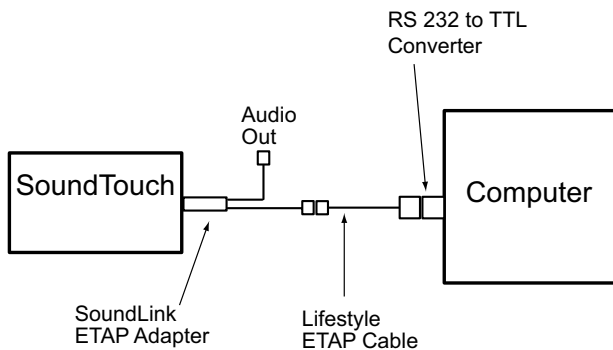 RS 232 to TTL
Converter
Audio
Out
SoundTouch
Computer
SoundLink
ETAP Adapter
Lifestyle
ETAP Cable